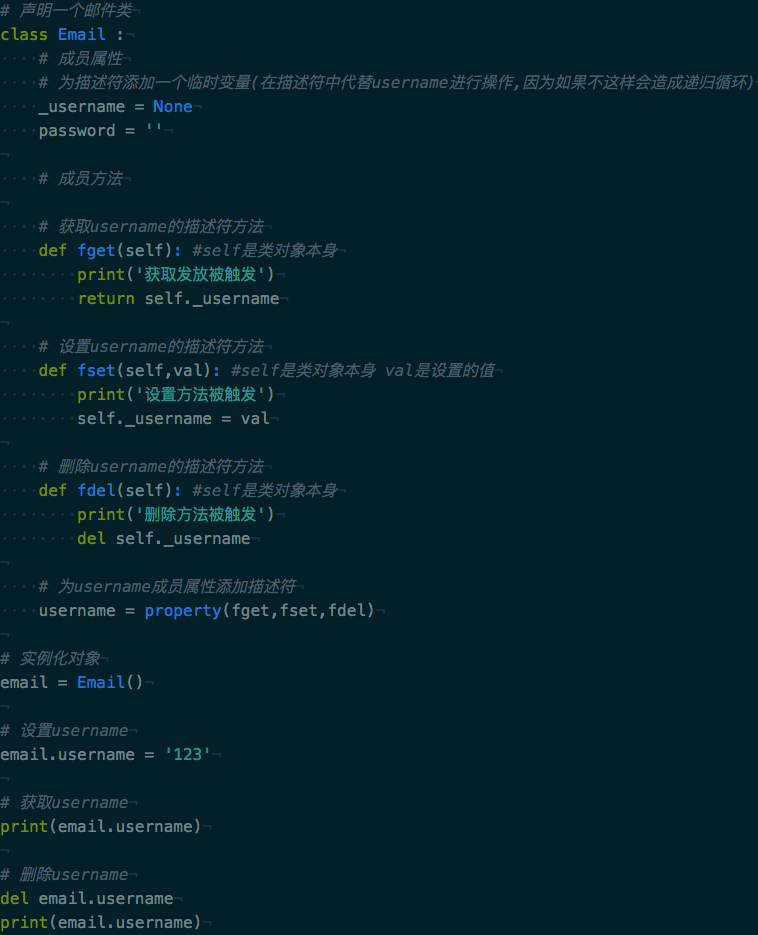 # 声明一个邮件类
class Email :
    # 成员属性
    # 为描述符添加一个临时变量(在描述符中代替username进行操作,因为如果不这样会造成递归循环)
    _username = None
    password = ''
    # 成员方法
    # 获取username的描述符方法
    def fget(self): #self是类对象本身
        print('获取发放被触发')
        return self._username
    # 设置username的描述符方法
    def fset(self,val): #self是类对象本身 val是设置的值
        print('设置方法被触发')
        self._username = val
    # 删除username的描述符方法
    def fdel(self): #self是类对象本身
        print('删除方法被触发')
        del self._username
    # 为username成员属性添加描述符
    username = property(fget,fset,fdel)
# 实例化对象
email = Email()
# 设置username
email.username = '123'
# 获取username
print(email.username)
# 删除username
del email.username
print(email.username)